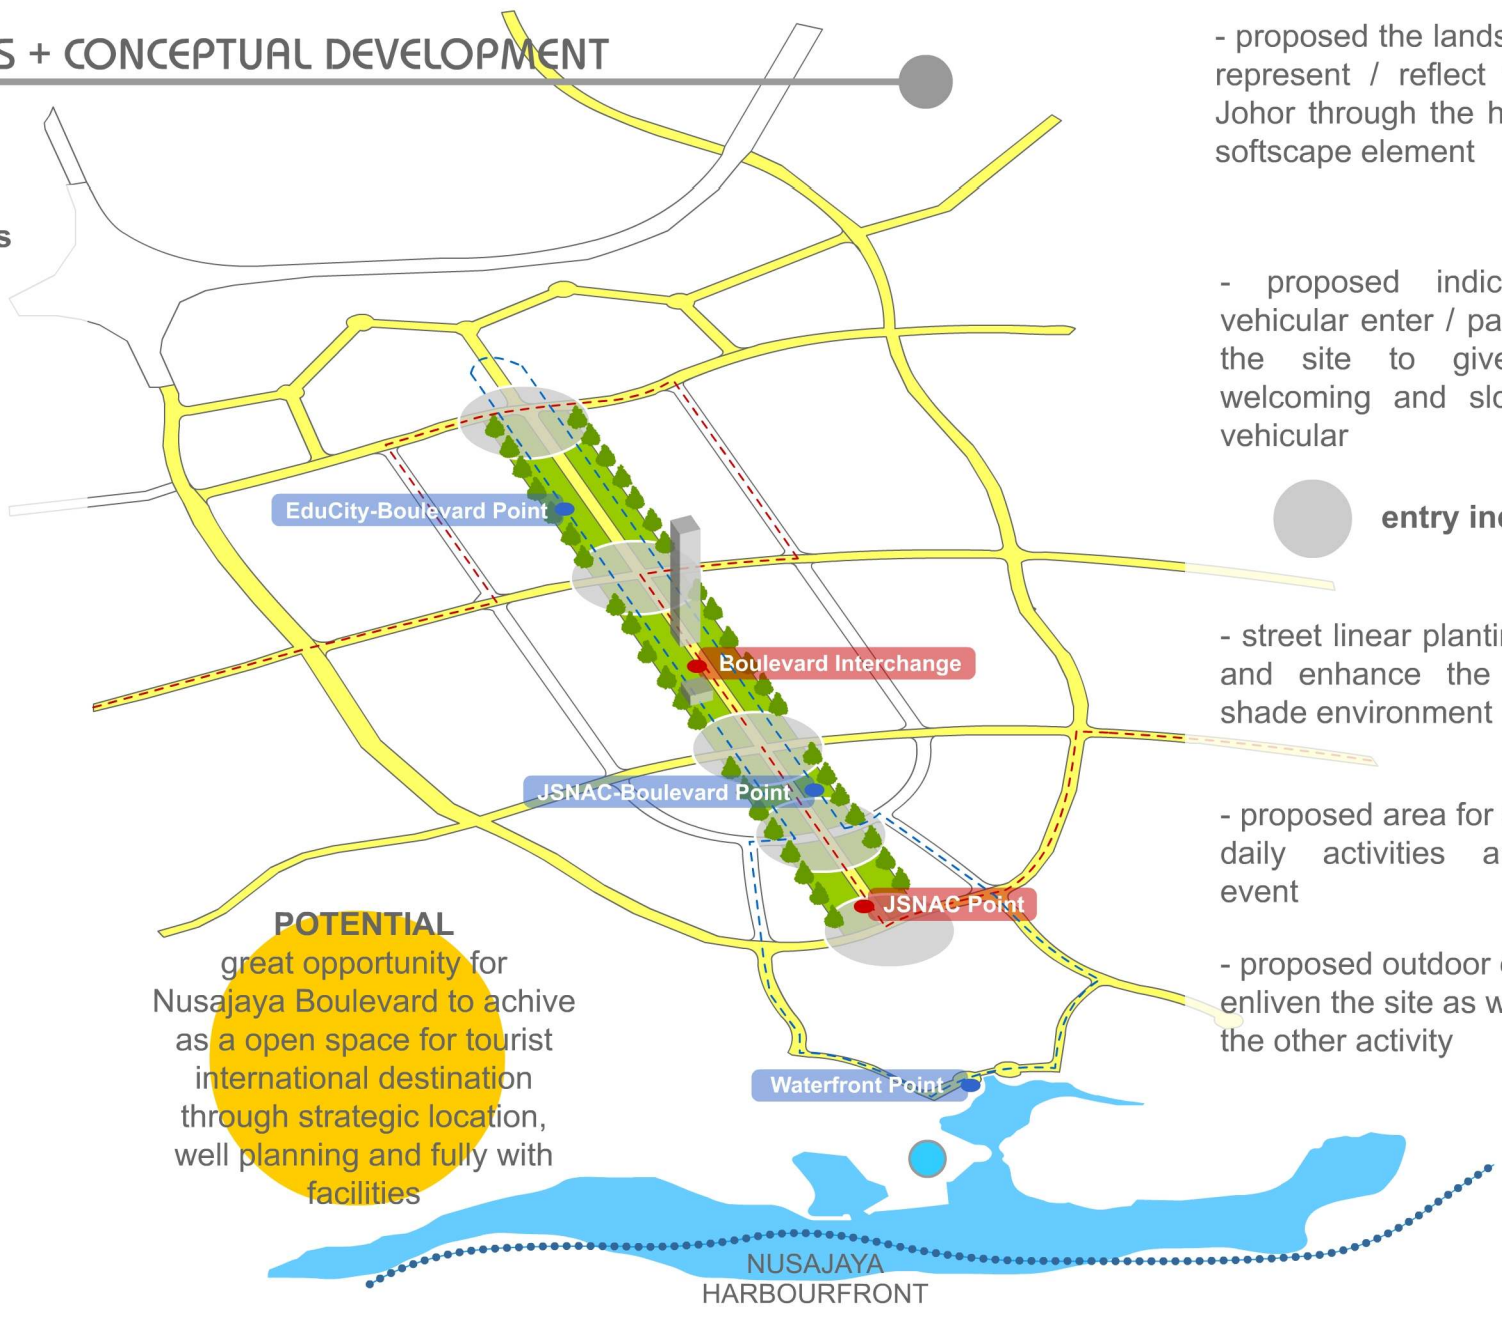 S + CONCEPTUAL DEVELOPMENT
s
EduCity-Boulevard Point
Boulevard Interchange
JSNAC-Boulevard Point
JSNAC Point
Waterfront Point
POTENTIAL
great opportunity for
Nusajaya Boulevard to achive
as a open space for tourist
international destination
through strategic location,
well planning and fully with
facilities
NUSAJAYA
HARBOURFRONT
- proposed the lands
represent / reflect
Johor through the h
softscape element
- proposed indic
vehicular enter / pa
the site to give
welcoming and slo
vehicular
entry ind
- street linear plantin
and enhance the
shade environment
- proposed area for
daily activities a
event
- proposed outdoor
enliven the site as w
the other activity